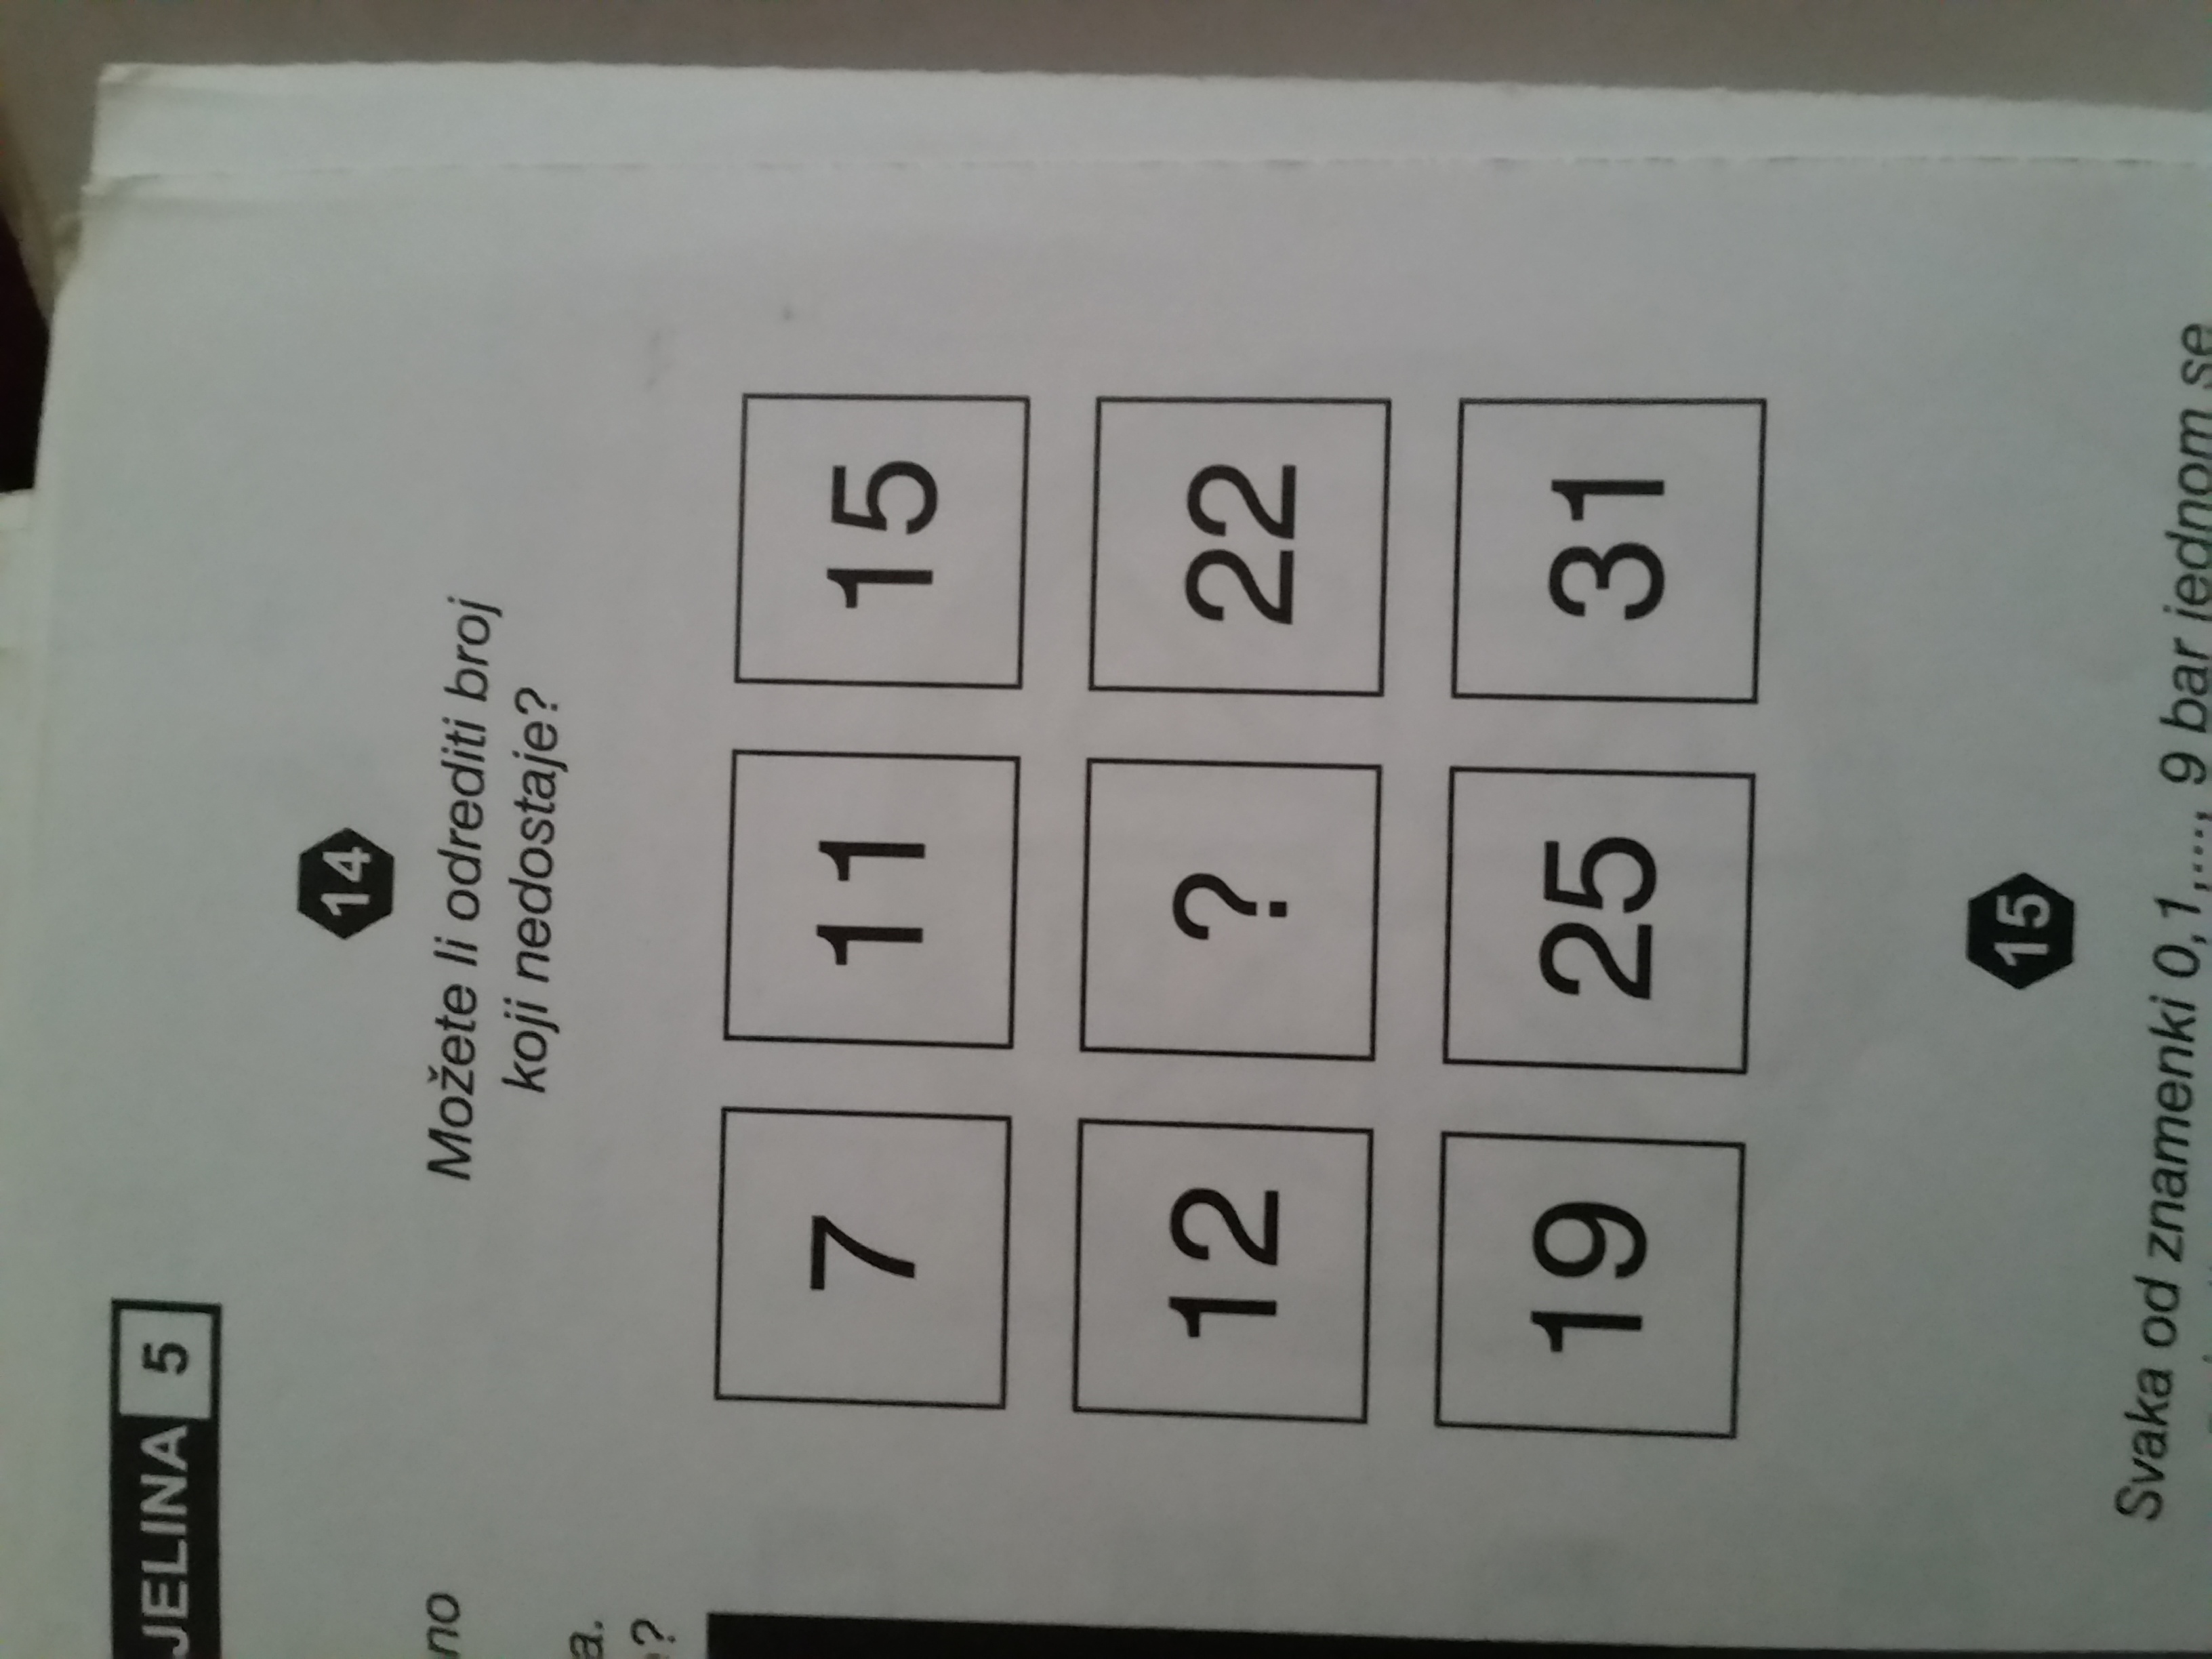 JELINA 5
14
no
Možete li odrediti broj
koji nedostaje?
a.
?
7 11 15
12 ? 22
19 25 31
15
Svaka od znamenki 0,1,..., 9 bar jednom se